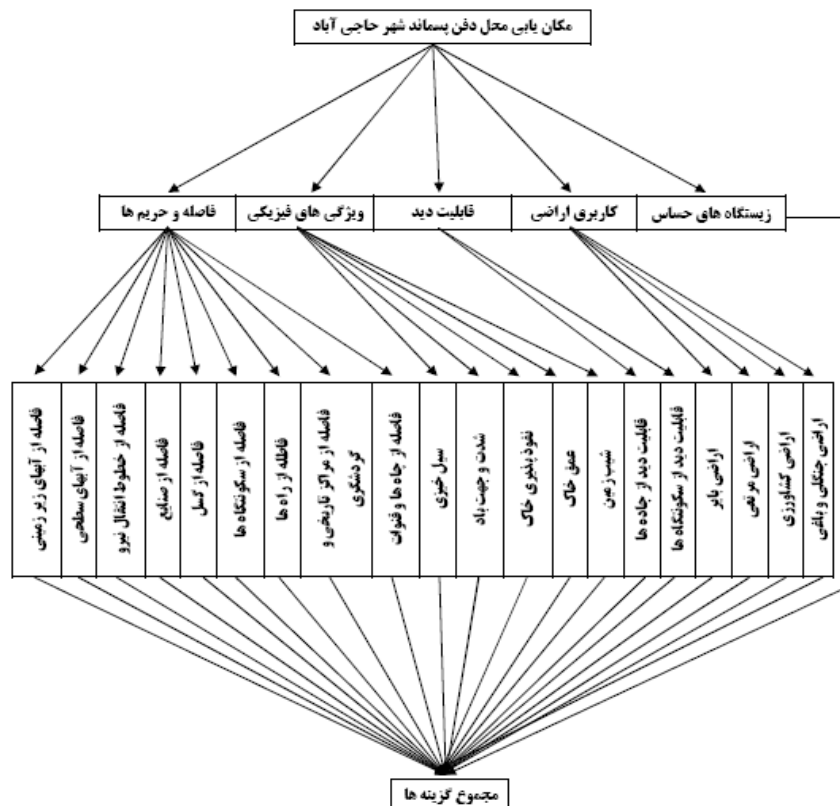 مکان یابی محل دفن پسماند شهر حاجی آباد
زیستگاه های حساس
کاربری اراضی
قابلیت دید
ویژگی های فیزیکی
فاصله و حریم ها
اراضی جنگلی و باغی
اراضی کشاورزی
اراضی مرتعی
اراضی بایر
قابلیت دید از سکونتگاه ها
قابلیت دید از جاده ها
شیب زمین
عمق خاک
نفوذ پذیری خاک
شدت و جهت باد
سیل خیزی
فاصله از چاه ها و قنوات
فاصله از مراکز تاریخی و
گردشگری
فاطله از راه ها
فاصله از سکونتگاه ها
فاصله از گسل
فاصله از صنایع
فاصله از خطوط انتقال نیرو
فاصله از آبهای سطحی
فاصله از آبهای زیر زمینی
مجموع گزینه ها